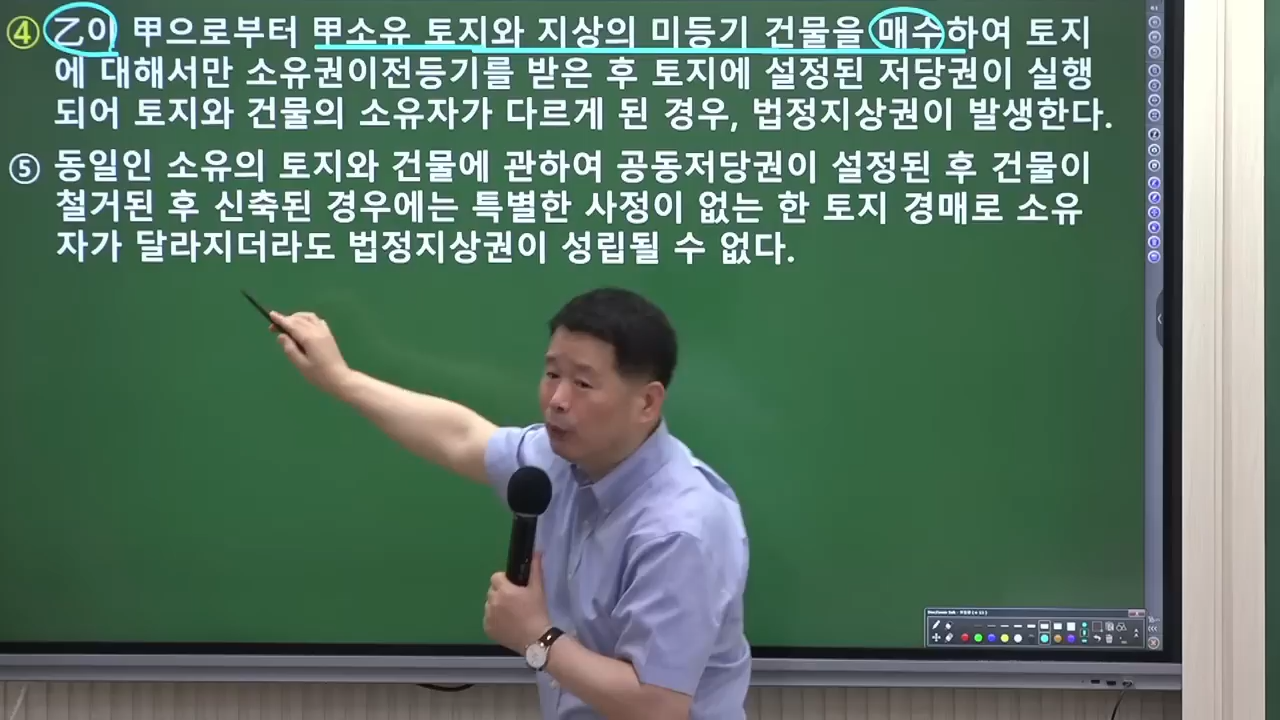 ④ 乙이 甲으로부터 甲소유 토지와 지상의 미등기 건물을 매수하여 토지
에 대해서만 소유권이전등기를 받은 후 토지에 설정된 저당권이 실행
되어 토지와 건물의 소유자가 다르게 된 경우, 법정지상권이 발생한다.
⑤ 동일인 소유의 토지와 건물에 관하여 공동저당권이 설정된 후 건물이
철거된 후 신축된 경우에는 특별한 사정이 없는 한 토지 경매로 소유
자가 달라지더라도 법정지상권이 성립될 수 없다.